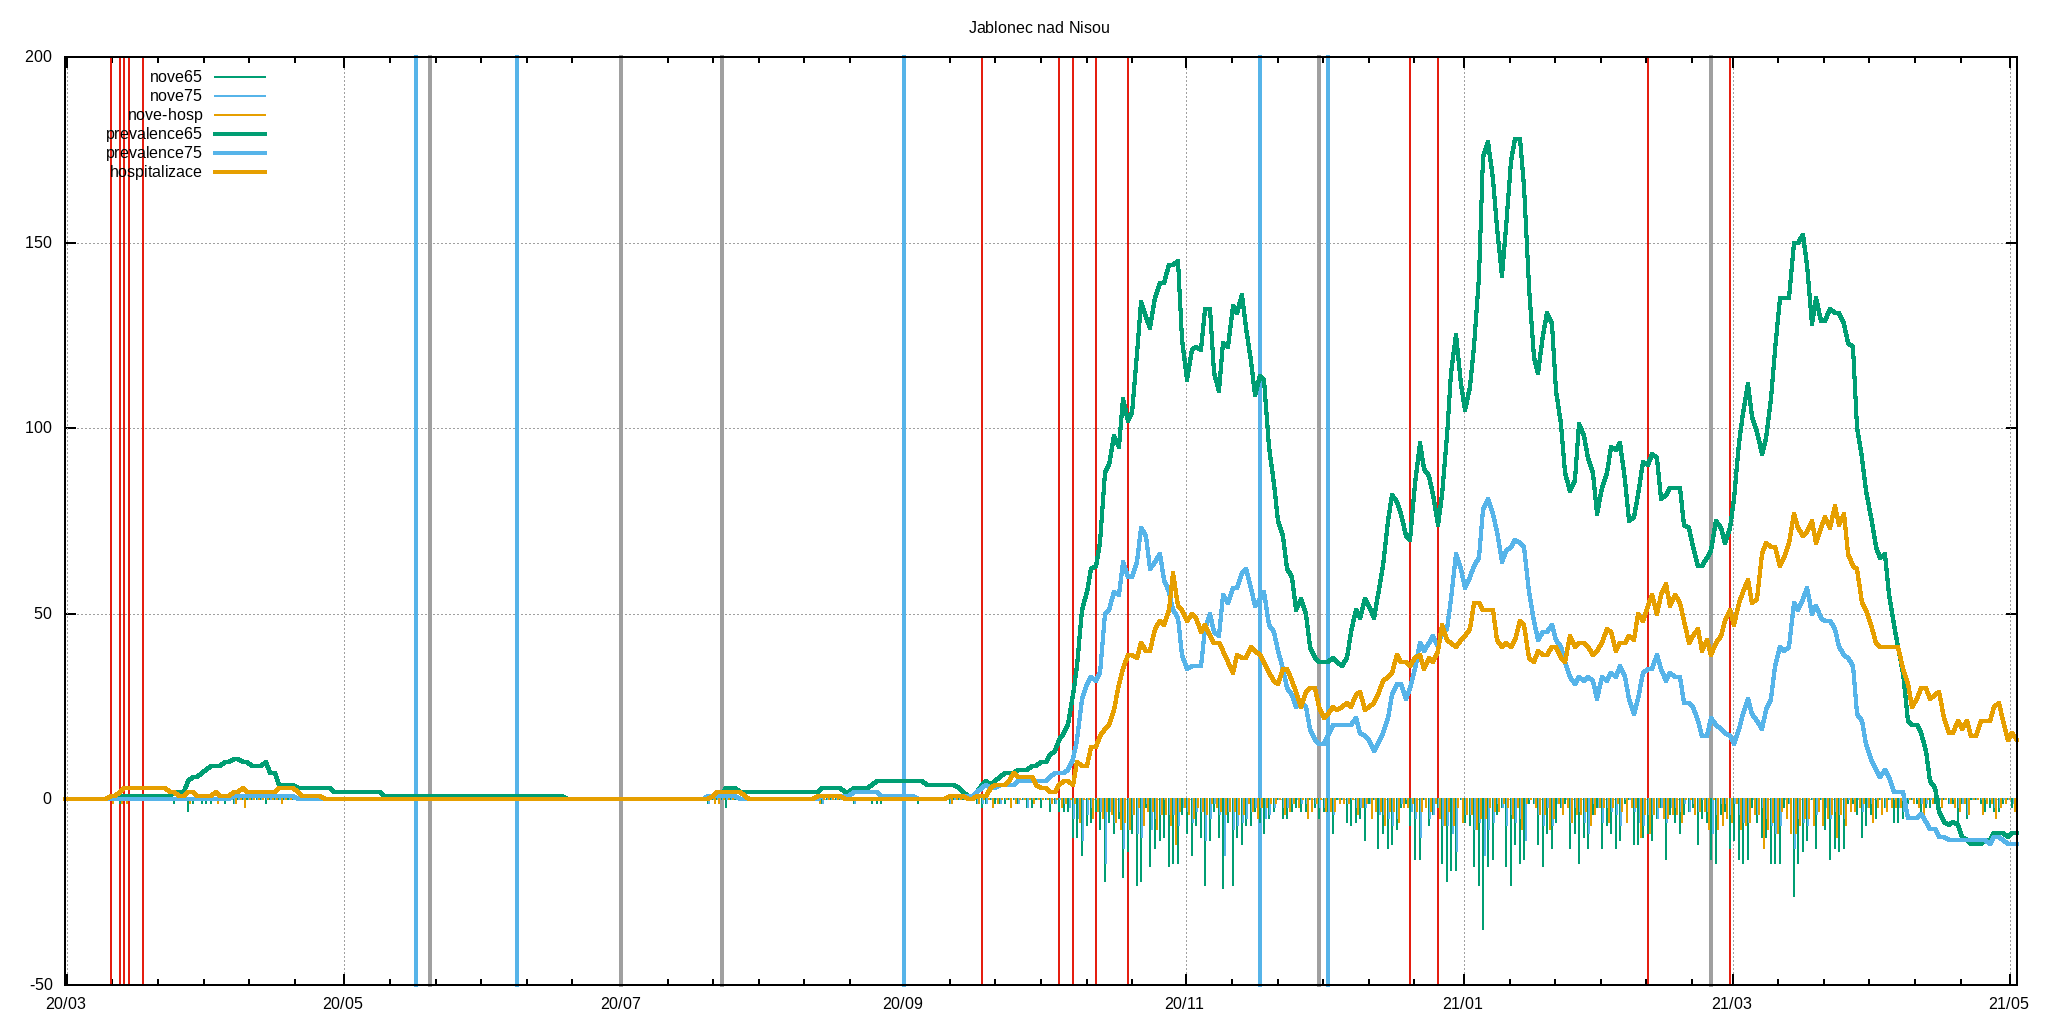 Jablonec nad Nisou
200
150
100
50
0
-50
nove65
nove75
nove-hosp
prevalence65
prevalence75
hospitalizace
20/03 20/05 20/07 20/09 20/11 21/01 21/03 21/05